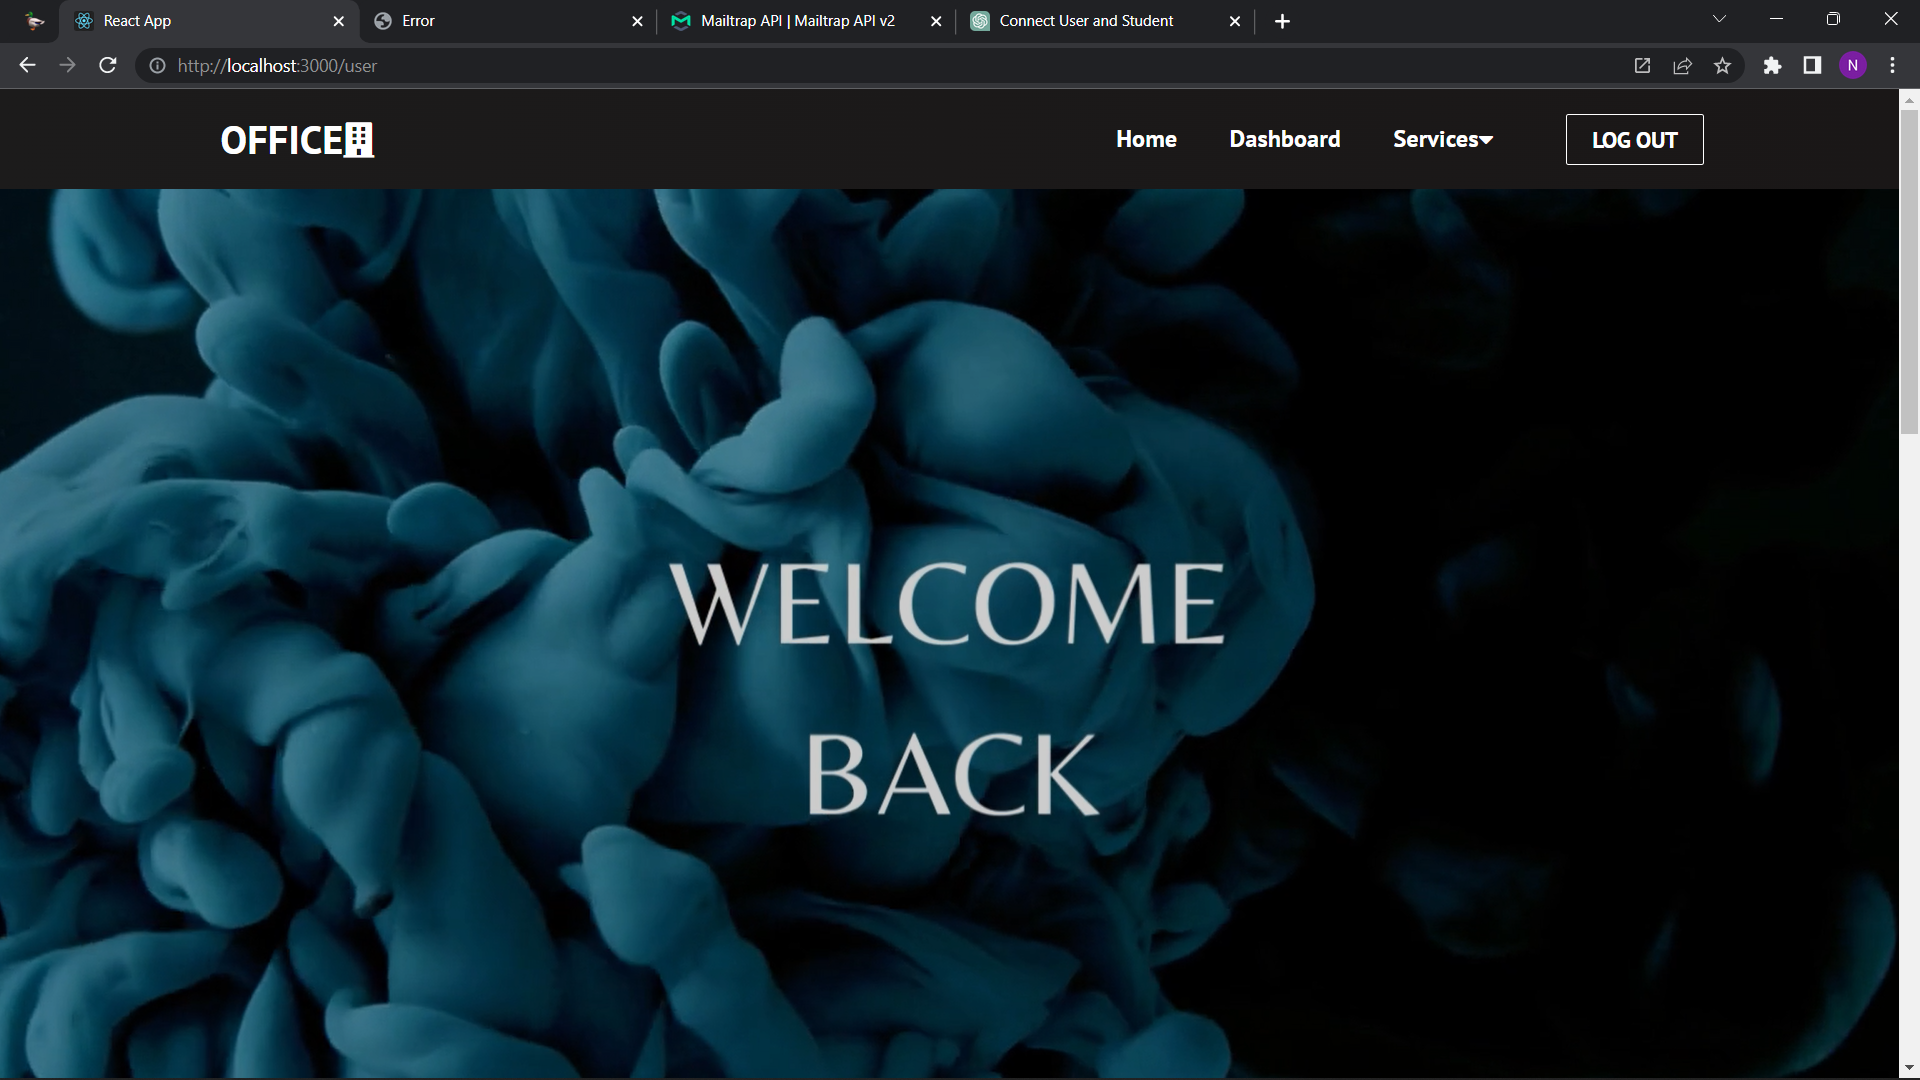 React App
Error
Mailtrap API | Mailtrap API v2
Connect User and Student
http://localhost:3000/user
N
OFFICE
Home
Dashboard
Services
LOG OUT
WELCOME
BACK